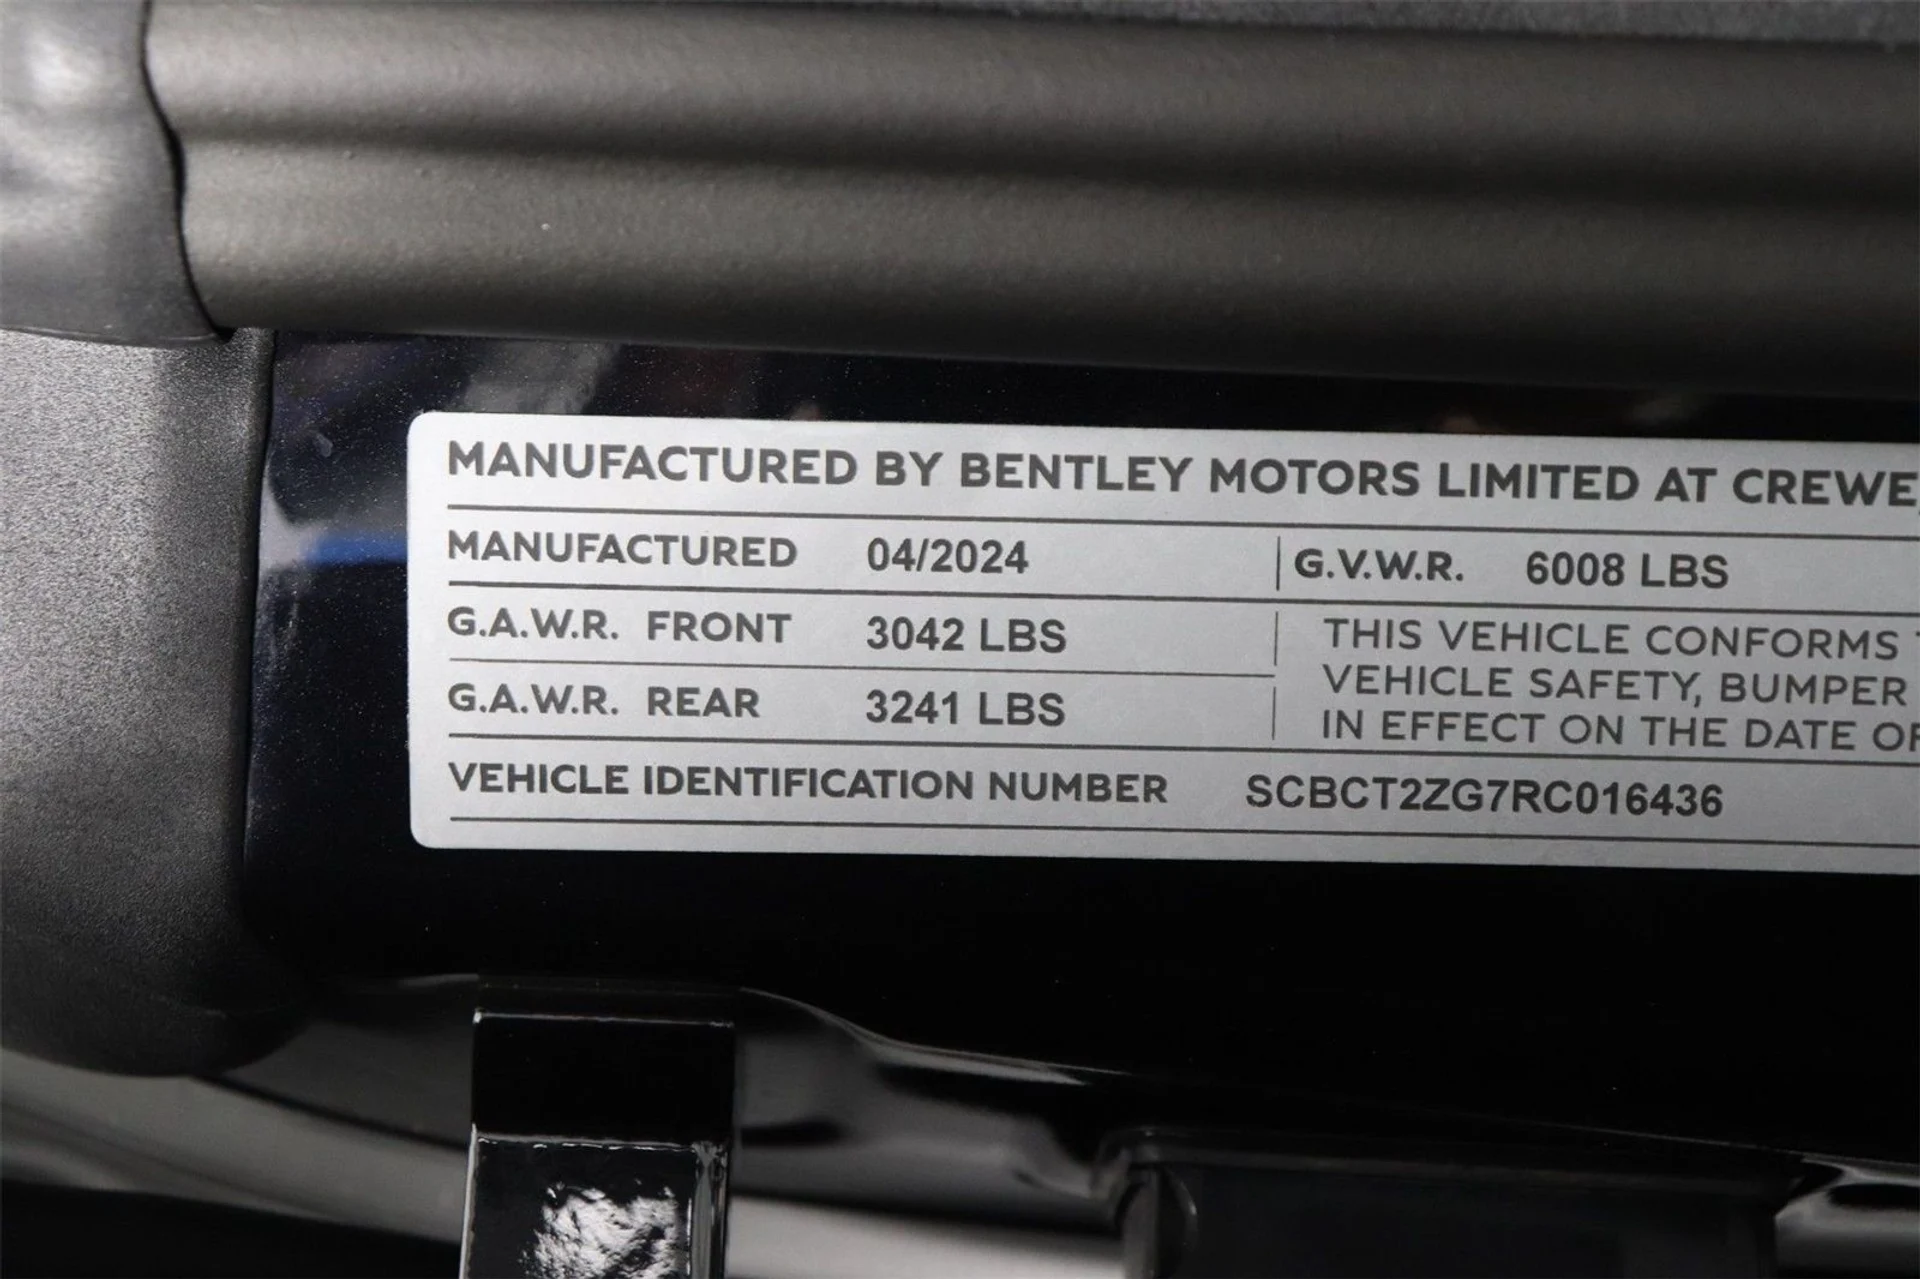 MANUFACTURED BY BENTLEY MOTORS LIMITED AT CREWE,
MANUFACTURED 04/2024 G.V.W.R. 6008 LBS
G.A.W.R. FRONT 3042 LBS
G.A.W.R. REAR 3241 LBS
THIS VEHICLE CONFORMS
VEHICLE SAFETY, BUMPER
IN EFFECT ON THE DATE OF
VEHICLE IDENTIFICATION NUMBER SCBCT2ZG7RC016436